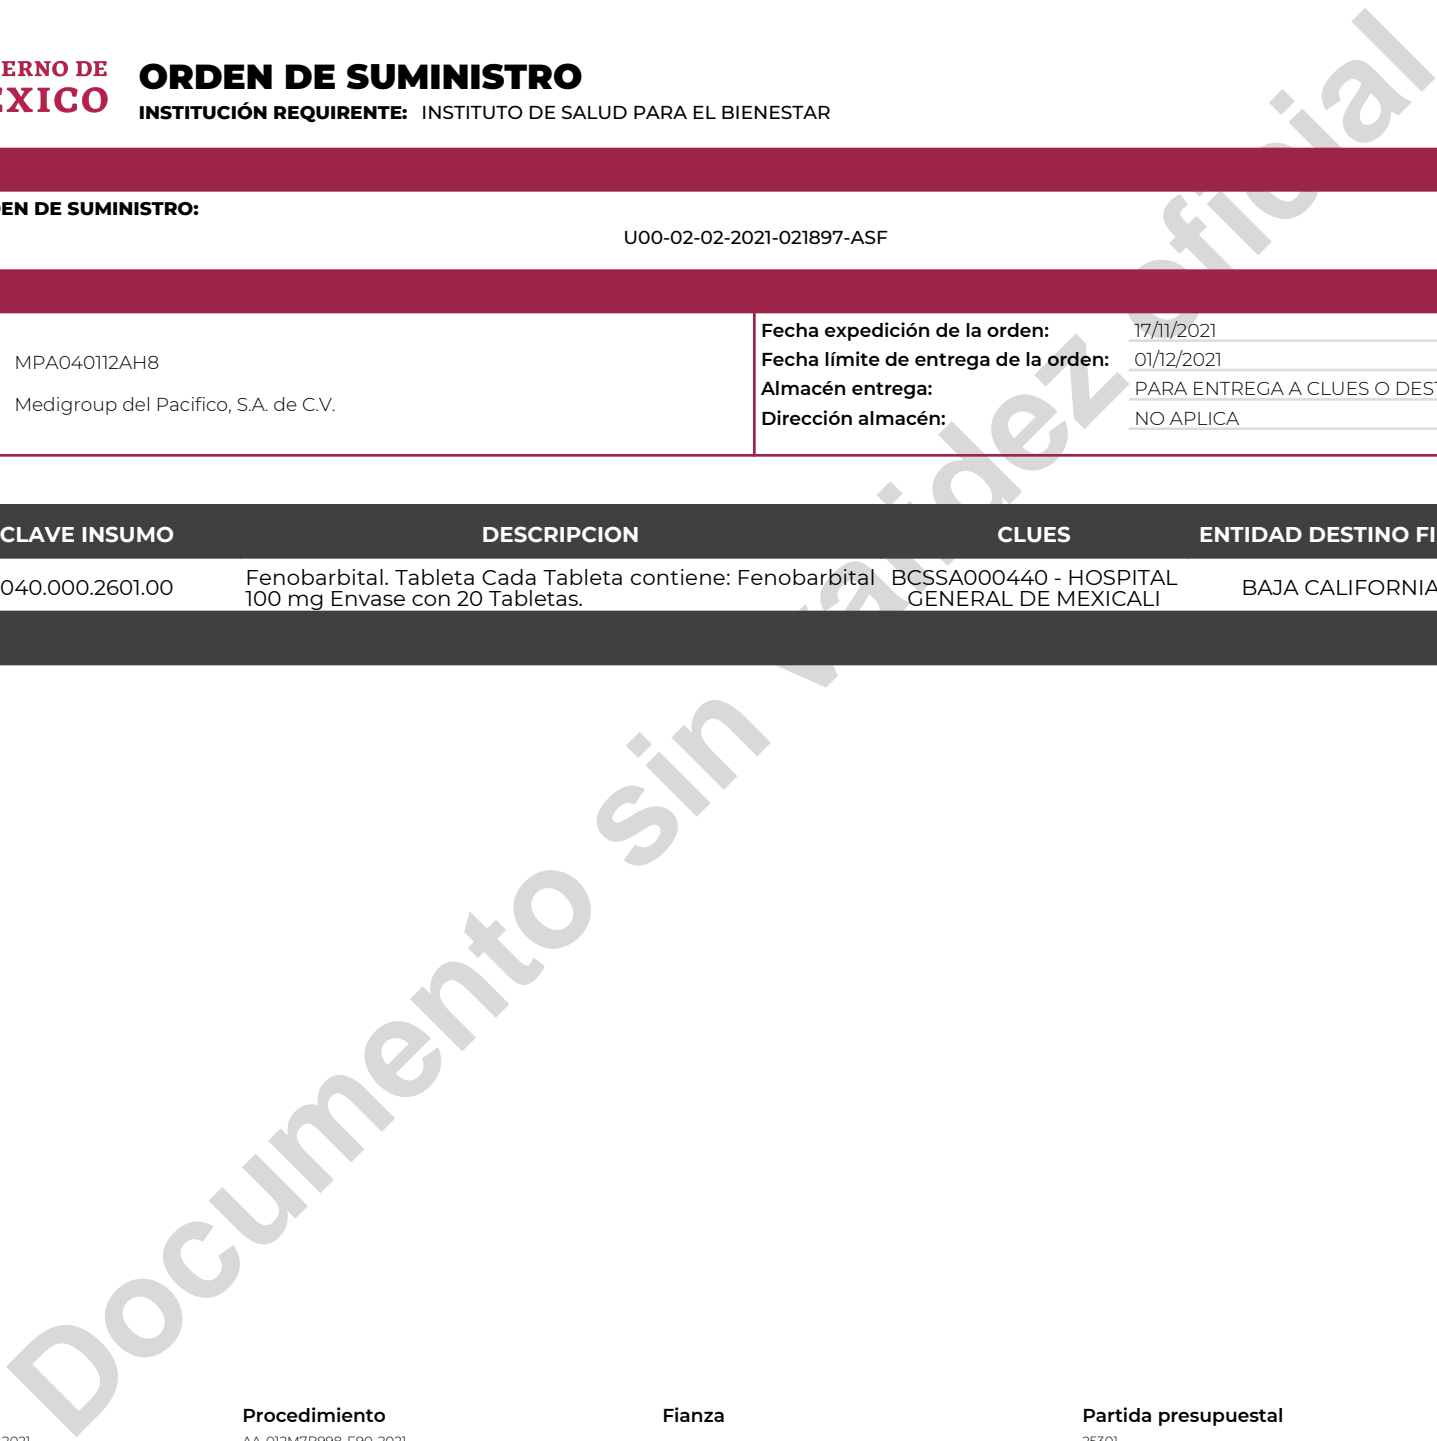 ERNO DE
EXICO
ORDEN DE SUMINISTRO
INSTITUCIÓN REQUIRENTE: INSTITUTO DE SALUD PARA EL BIENESTAR
EN DE SUMINISTRO:
U00-02-02-2021-021897-ASF
MPA040112AH8
Medigroup del Pacifico, S.A. de C.V.
Fecha expedición de la orden: 17/11/2021
Fecha límite de entrega de la orden: 01/12/2021
Almacén entrega: PARA ENTREGA A CLUES O DEST
Dirección almacén: NO APLICA
CLAVE INSUMO DESCRIPCION CLUES ENTIDAD DESTINO FI
040.000.2601.00 Fenobarbital. Tableta Cada Tableta contiene: Fenobarbital BCSSA000440 - HOSPITAL BAJA CALIFORNIA
100 mg Envase con 20 Tabletas. GENERAL DE MEXICALI
Documento sin validez oficial
Procedimiento Fianza Partida presupuestal